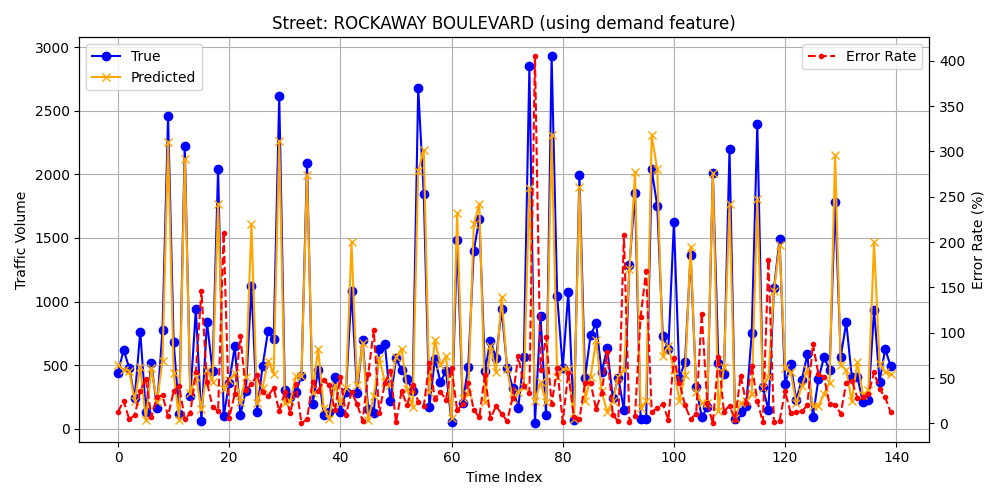 Street: ROCKAWAY BOULEVARD (using demand feature)
True
Predicted
Error Rate
Traffic Volume
3000
2500
2000
1500
1000
500
0
400
350
300
250
200
150
100
50
0
Error Rate (%)
0 20 40 60 80 100 120 140
Time Index